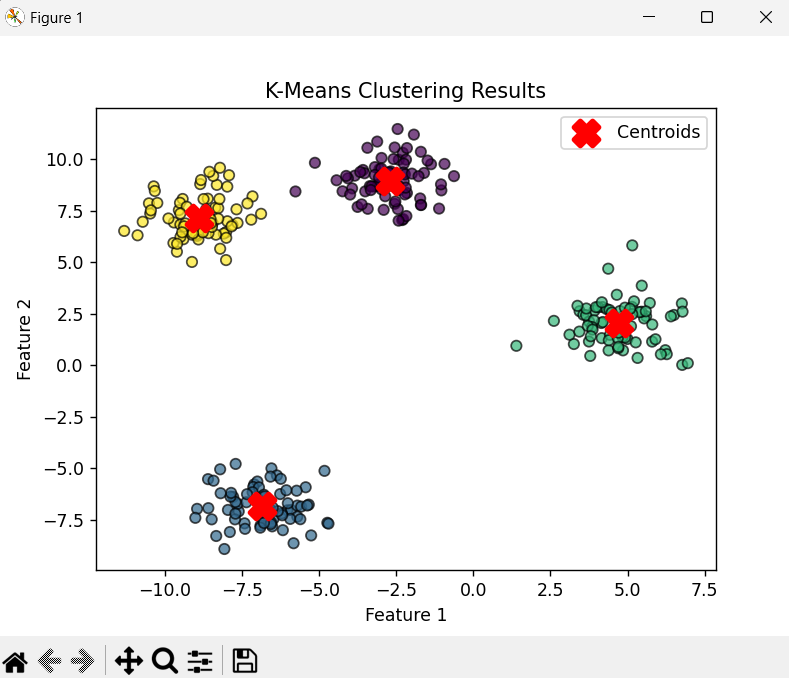 Figure 1
K-Means Clustering Results
Centroids
10.0
7.5
5.0
2.5
0.0
−2.5
−5.0
−7.5
Feature 2
−10.0 −7.5 −5.0 −2.5 0.0 2.5 5.0 7.5
Feature 1